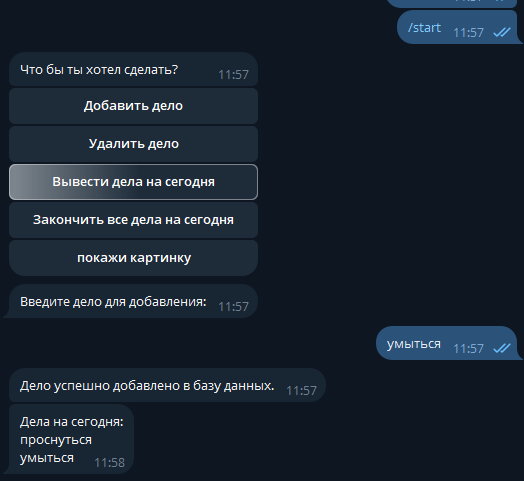 /start 11:57
Что бы ты хотел сделать? 11:57
Добавить дело
Удалить дело
Вывести дела на сегодня
Закончить все дела на сегодня
покажи картинку
Введите дело для добавления: 11:57
умыться 11:57
Дело успешно добавлено в базу данных. 11:57
Дела на сегодня:
проснуться
умыться 11:58